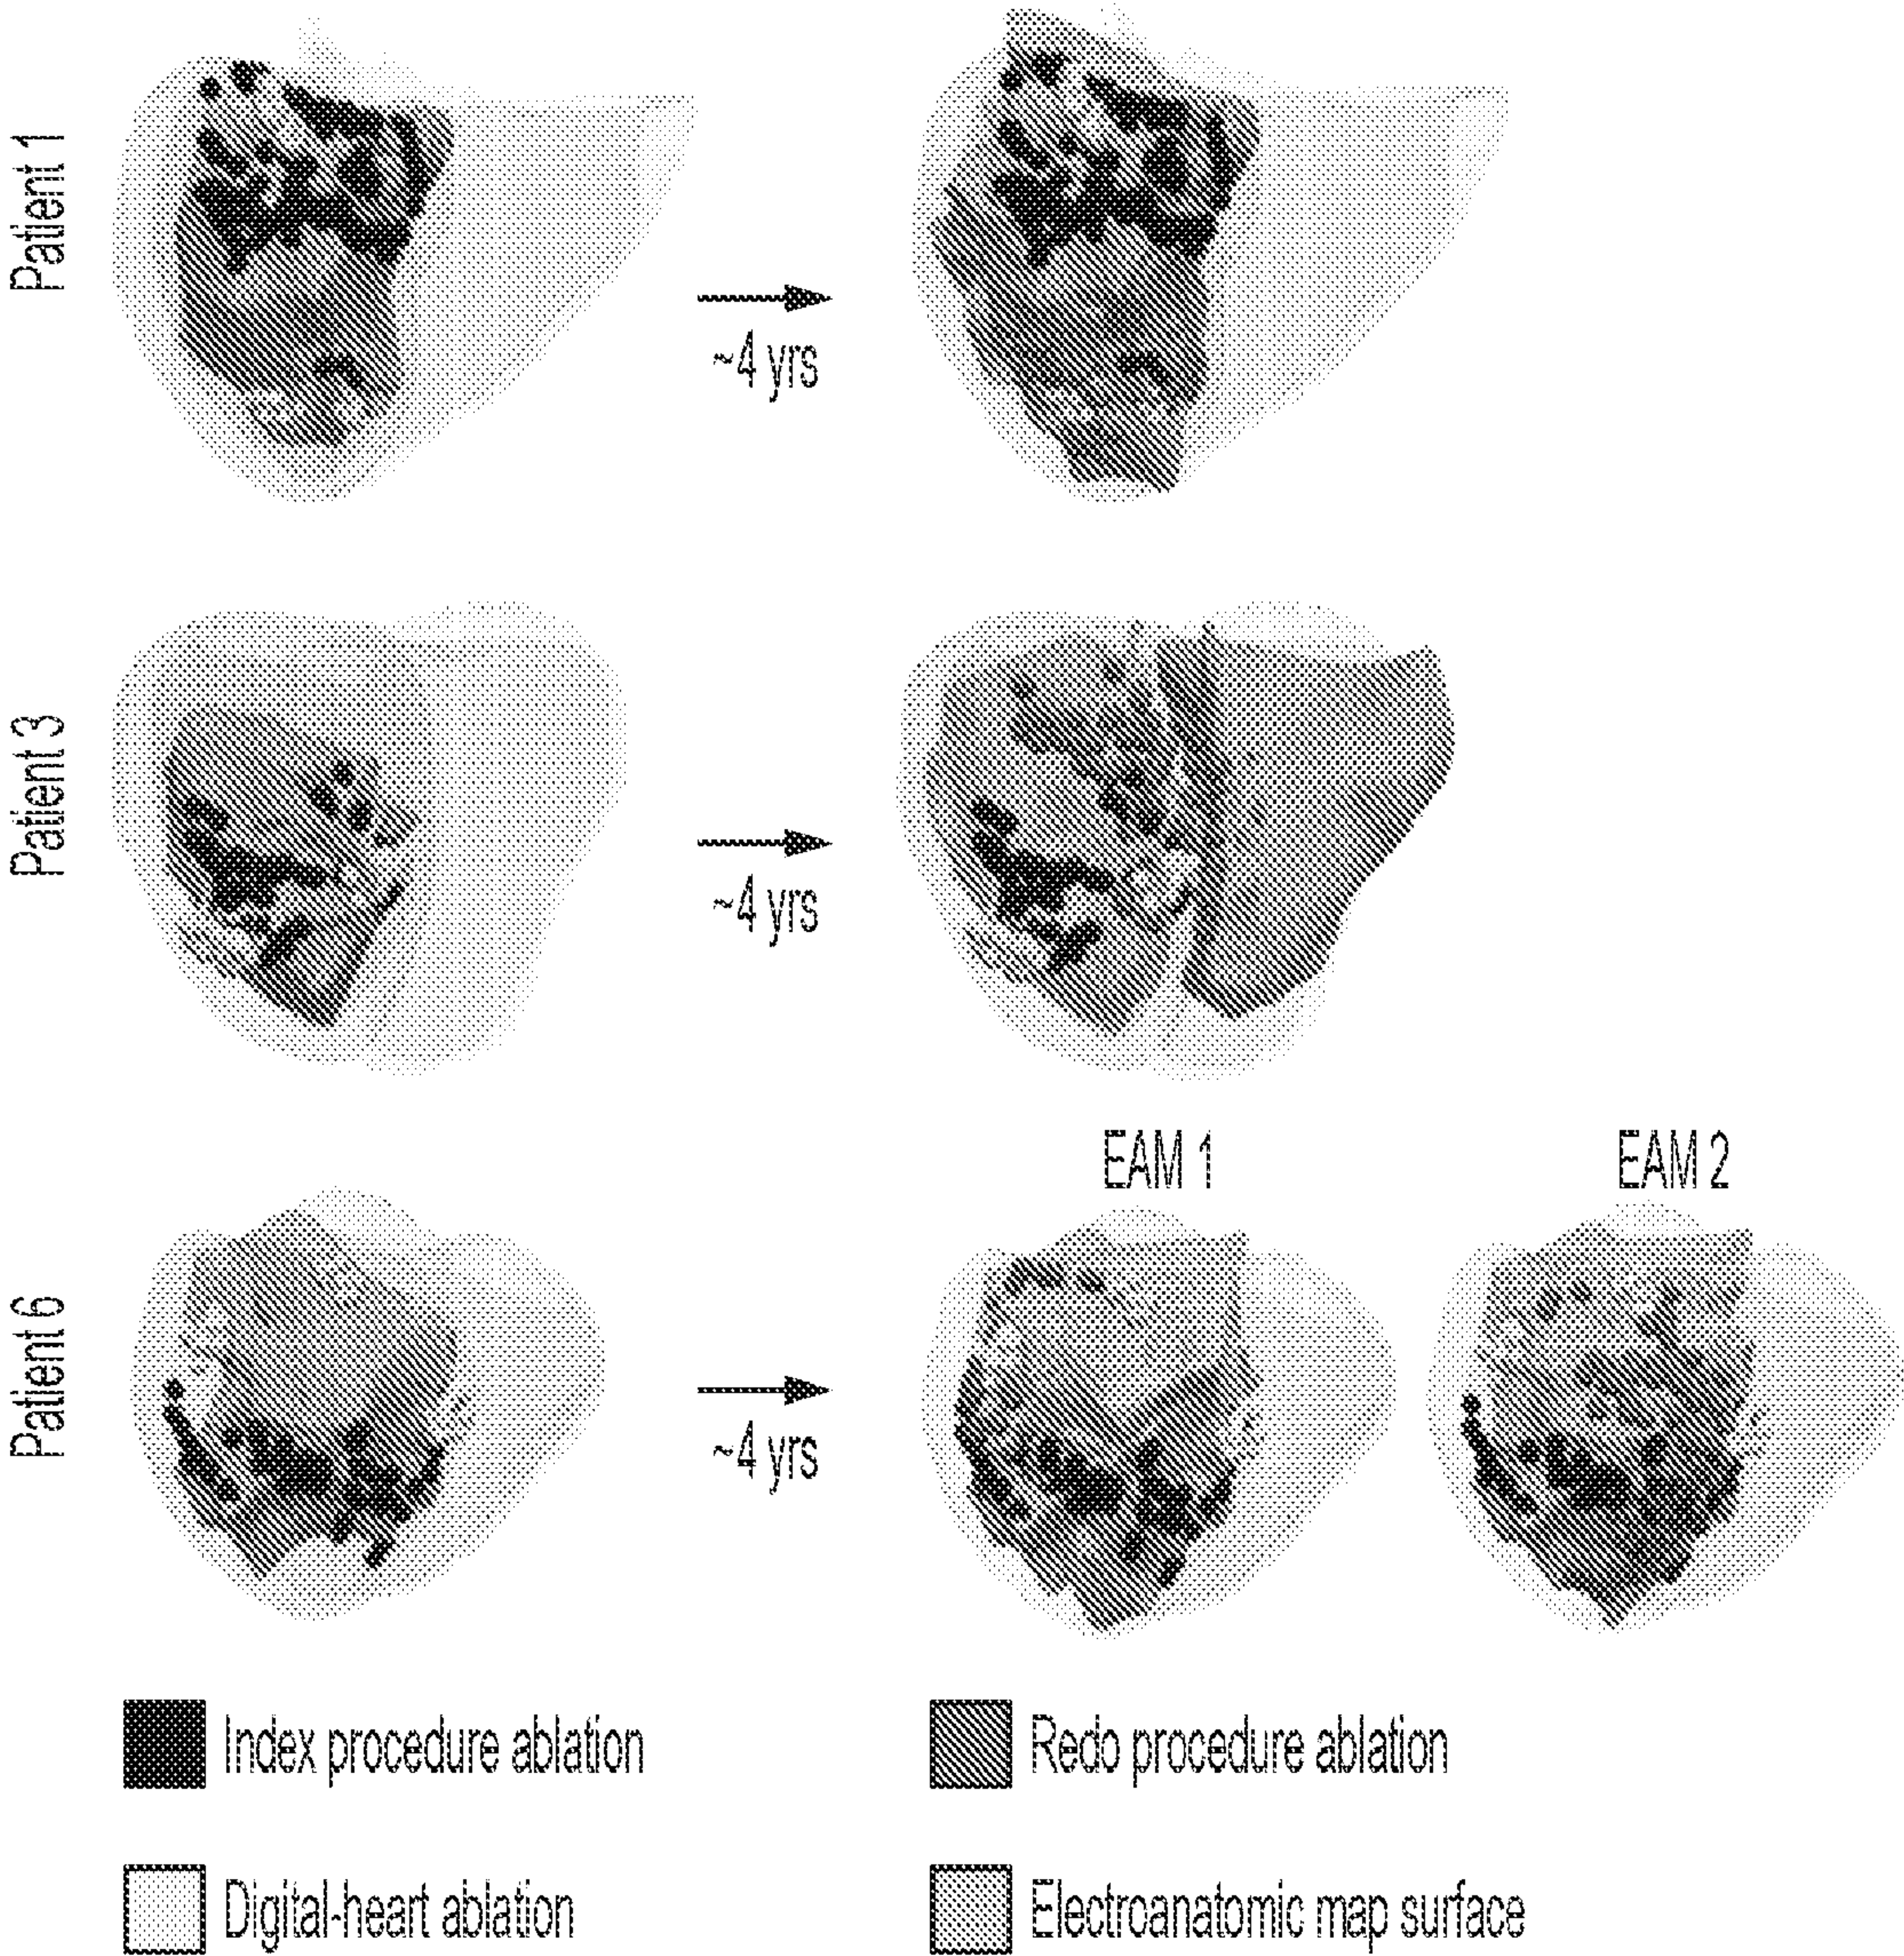 Patient 1
~4 yrs
Patient 3
~4 yrs
EAM 1
EAM 2
Patient 6
~4 yrs
Index procedure ablation
Redo procedure ablation
Digital-heart ablation
Electroanatomic map surface